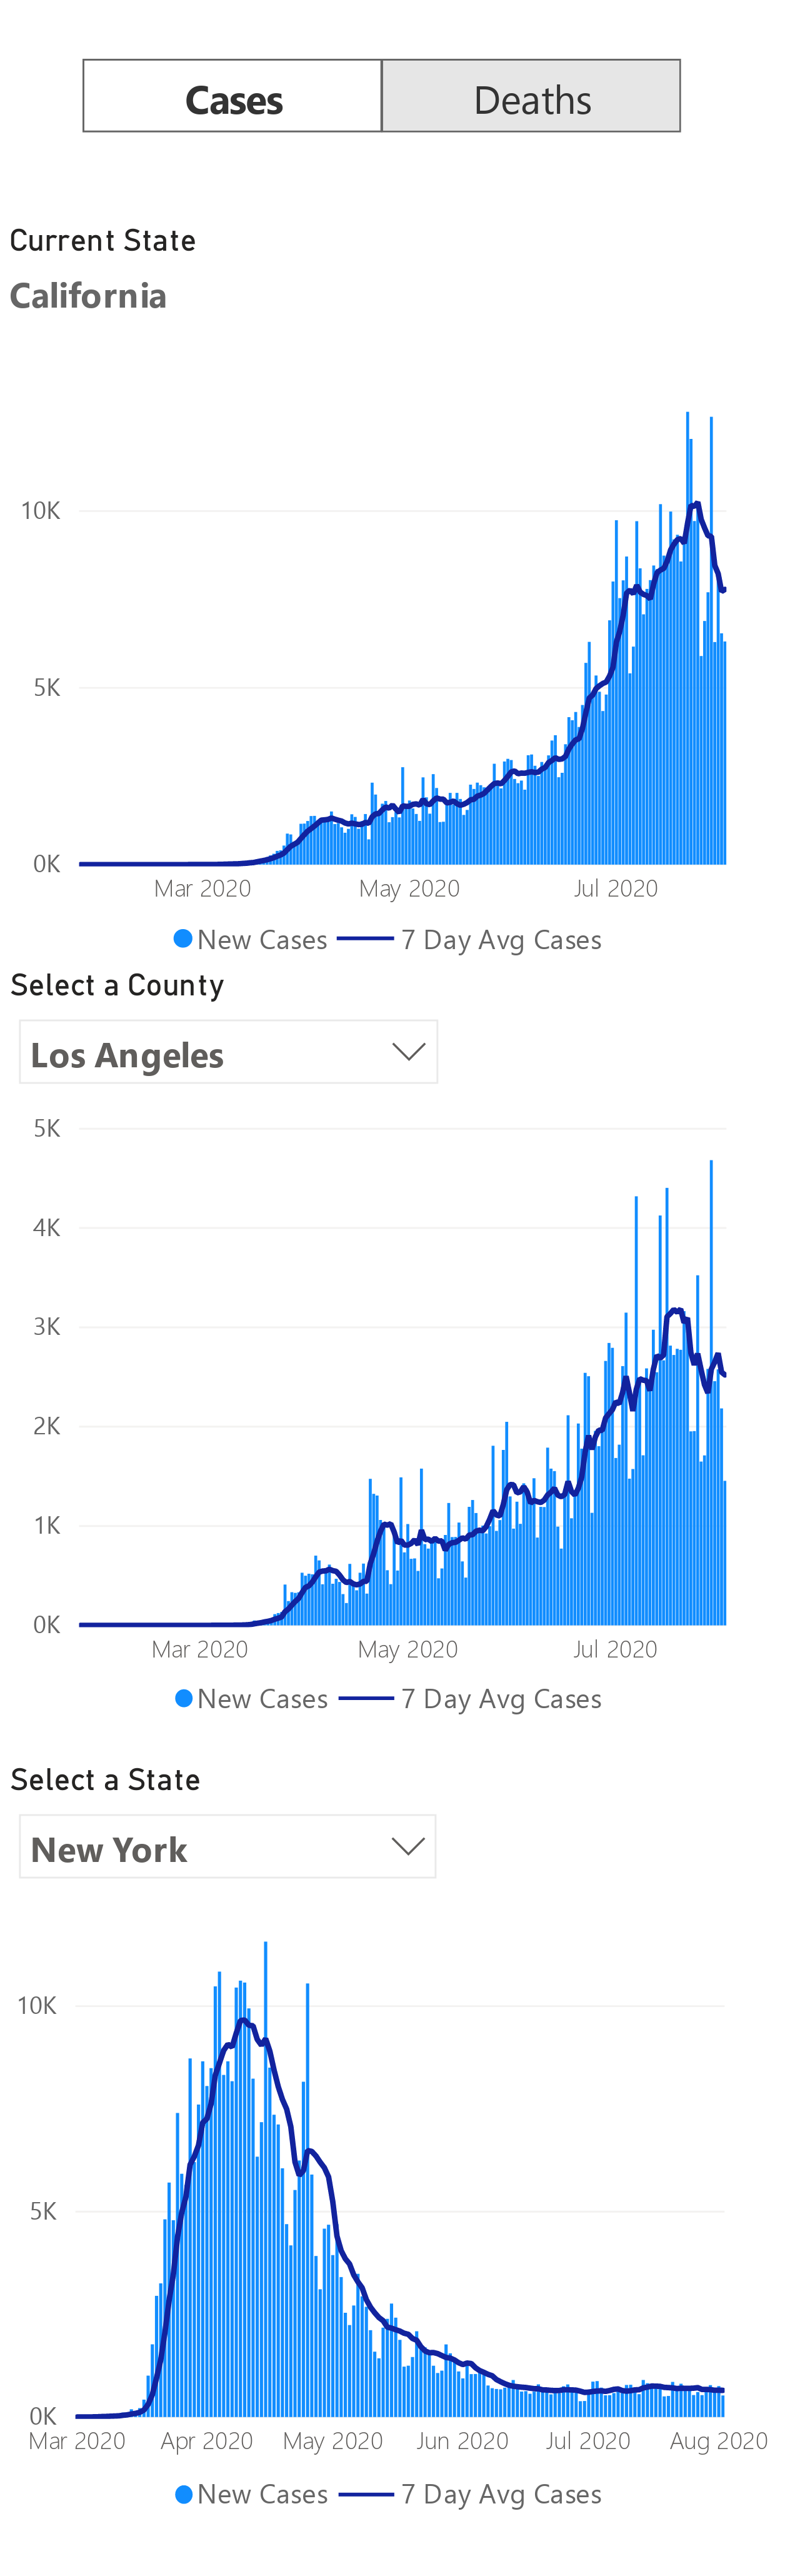 Cases Deaths
Current State
California
10K
5K
0K
Mar 2020 May 2020 Jul 2020
New Cases 7 Day Avg Cases
Select a County
Los Angeles
5K
4K
3K
2K
1K
0K
Mar 2020 May 2020 Jul 2020
New Cases 7 Day Avg Cases
Select a State
New York
10K
5K
0K
Mar 2020 Apr 2020 May 2020 Jun 2020 Jul 2020 Aug 2020
New Cases 7 Day Avg Cases